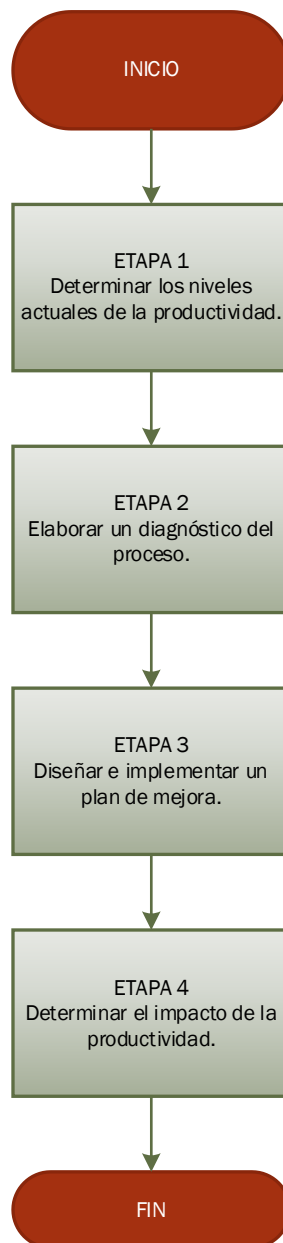 INICIO
ETAPA 1
Determinar los niveles
actuales de la productividad.
ETAPA 2
Elaborar un diagnóstico del
proceso.
ETAPA 3
Diseñar e implementar un
plan de mejora.
ETAPA 4
Determinar el impacto de la
productividad.
FIN